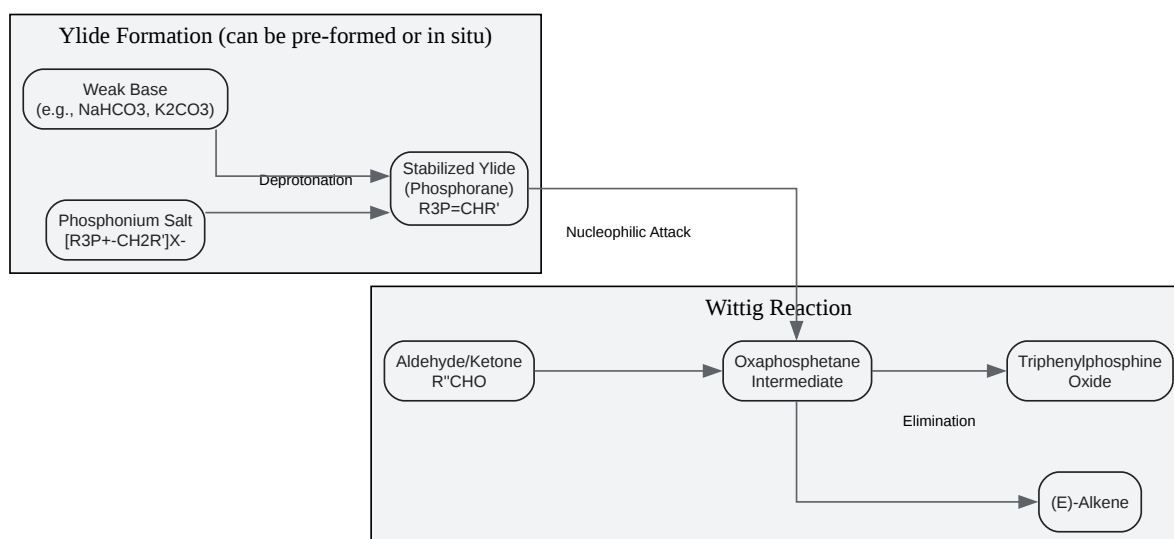 Ylide Formation (can be pre-formed or in situ)
Weak Base
(e.g., NaHCO3, K2CO3)
Deprotonation
Stabilized Ylide
(Phosphorane)
R3P=CHR'
Phosphonium Salt
[R3P+-CH2R']X-
Nucleophilic Attack
Wittig Reaction
Aldehyde/Ketone
R"CHO
Oxaphosphetane
Intermediate
Triphenylphosphine
Oxide
Elimination
(E)-Alkene